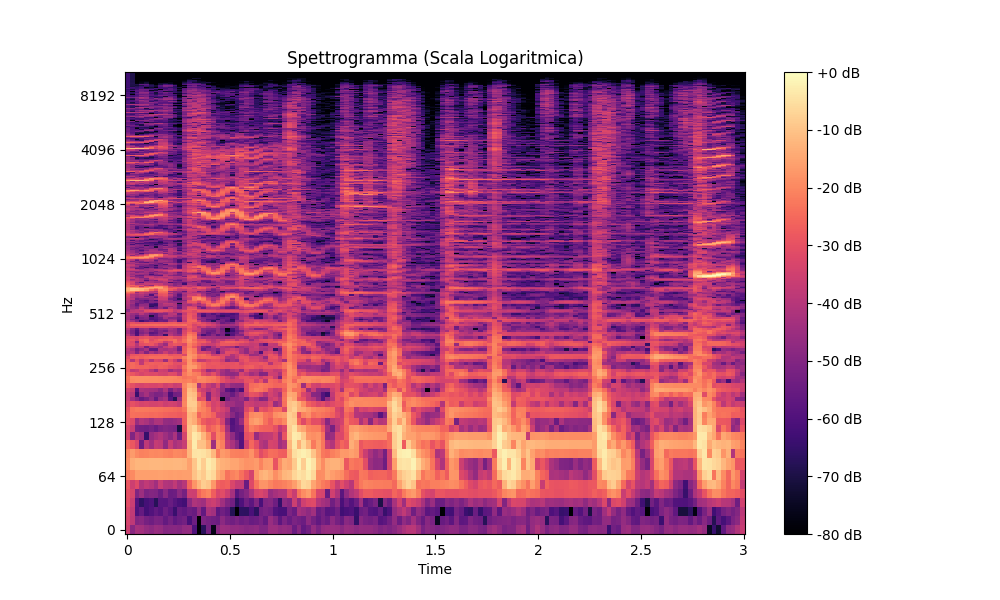 Spettrogramma (Scala Logaritmica)
Hz
8192
4096
2048
1024
512
256
128
64
0
0 0.5 1 1.5 2 2.5 3
Time
+0 dB
-10 dB
-20 dB
-30 dB
-40 dB
-50 dB
-60 dB
-70 dB
-80 dB